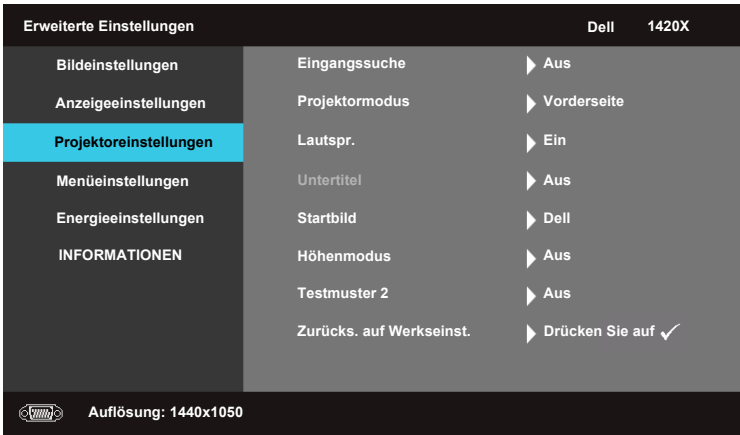 Erweiterte Einstellungen Dell 1420X
Bildeinstellungen
Anzeigeeinstellungen
Projektoreinstellungen
Menüeinstellungen
Energieeinstellungen
INFORMATIONEN
Eingangssuche Aus
Projektormodus Vorderseite
Lautspr. Ein
Untertitel Aus
Startbild Dell
Höhenmodus Aus
Testmuster 2 Aus
Zurücks. auf Werkseinst. Drücken Sie auf ✓
Auflösung: 1440x1050